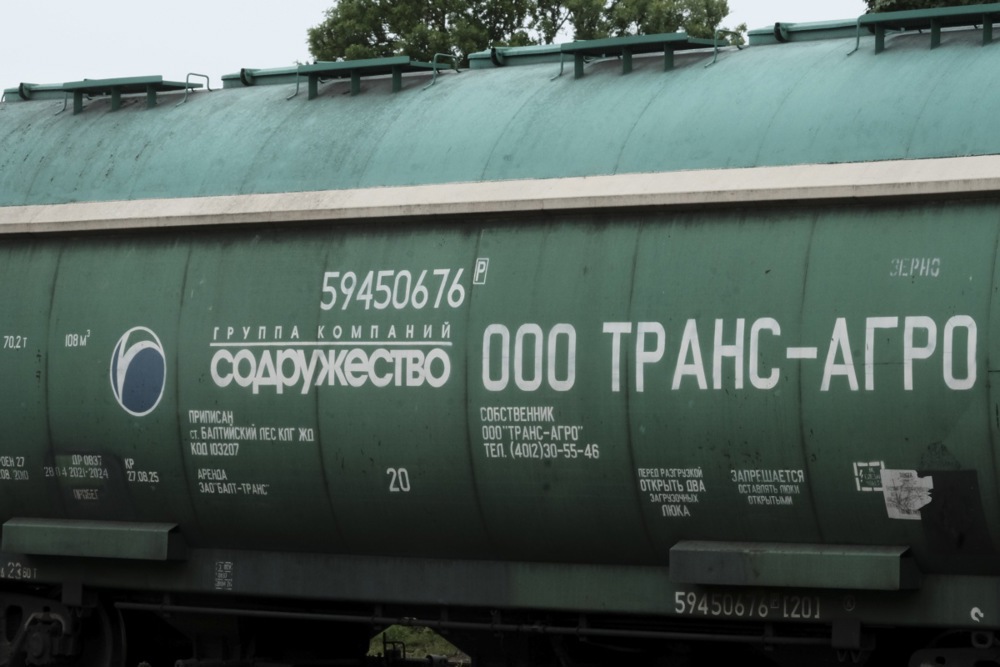 ЗЕРНО
59450676 Р
70,2 т
108 м³
ГРУППА КОМПАНИЙ
СОДРУЖЕСТВО
ООО ТРАНС-АГРО
ПРИПИСАН
ст. БАЛТИЙСКИЙ ЛЕС КЛГ ЖД
КОД 103207
СОБСТВЕННИК
ООО "ТРАНС-АГРО"
ТЕЛ. (4012)30-55-46
АРЕНДА
ЗАО"БАЛТ-ТРАНС"
20
КР
27.06.25
ПЕРЕД РАЗГРУЗКОЙ
ОТКРЫТЬ ДВА
ЗАГРУЗОЧНЫХ
ЛЮКА
ЗАПРЕЩАЕТСЯ
ОСТАВЛЯТЬ ЛЮКИ
ОТКРЫТЫМИ
59450676-[20]